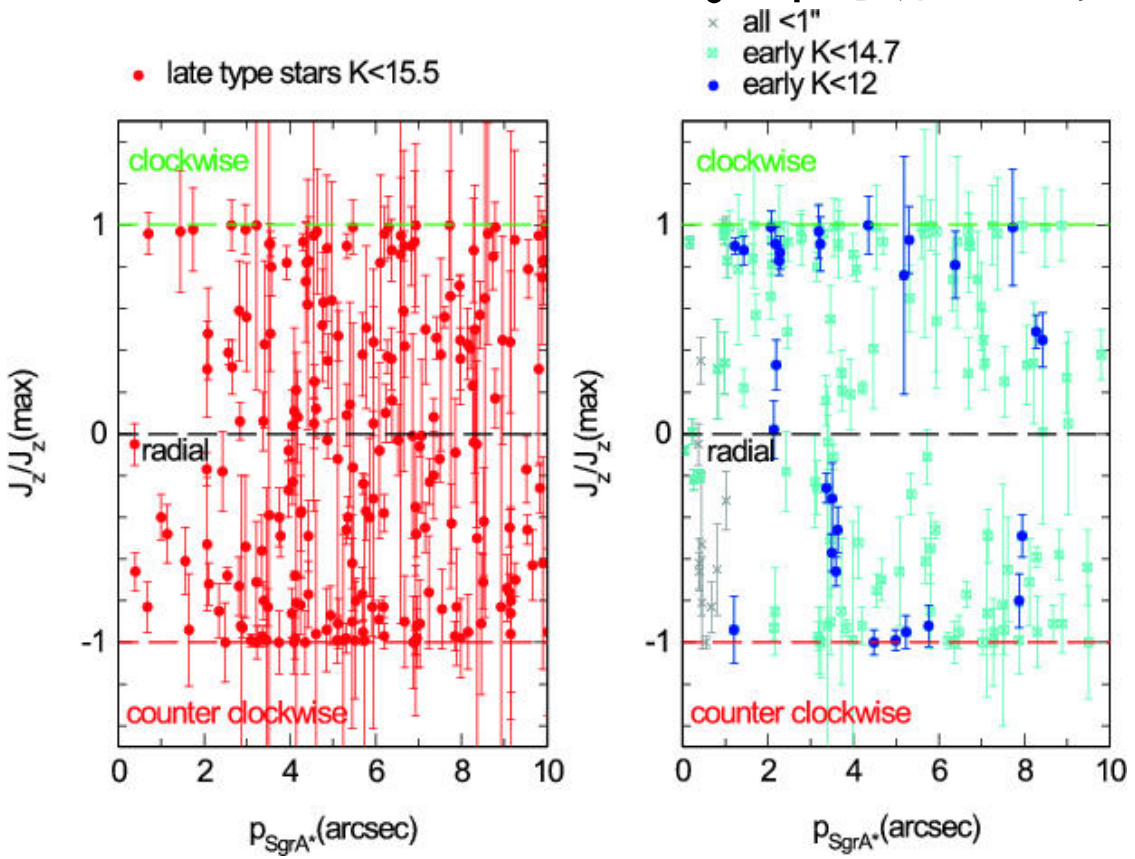 all <1"
early K<14.7
early K<12
late type stars K<15.5
clockwise
1
0
-1
radial
counter clockwise
J_z/J_z(max)
0 2 4 6 8 10
p_SgrA*(arcsec)
clockwise
1
0
-1
radial
counter clockwise
J_z/J_z(max)
0 2 4 6 8 10
p_SgrA*(arcsec)